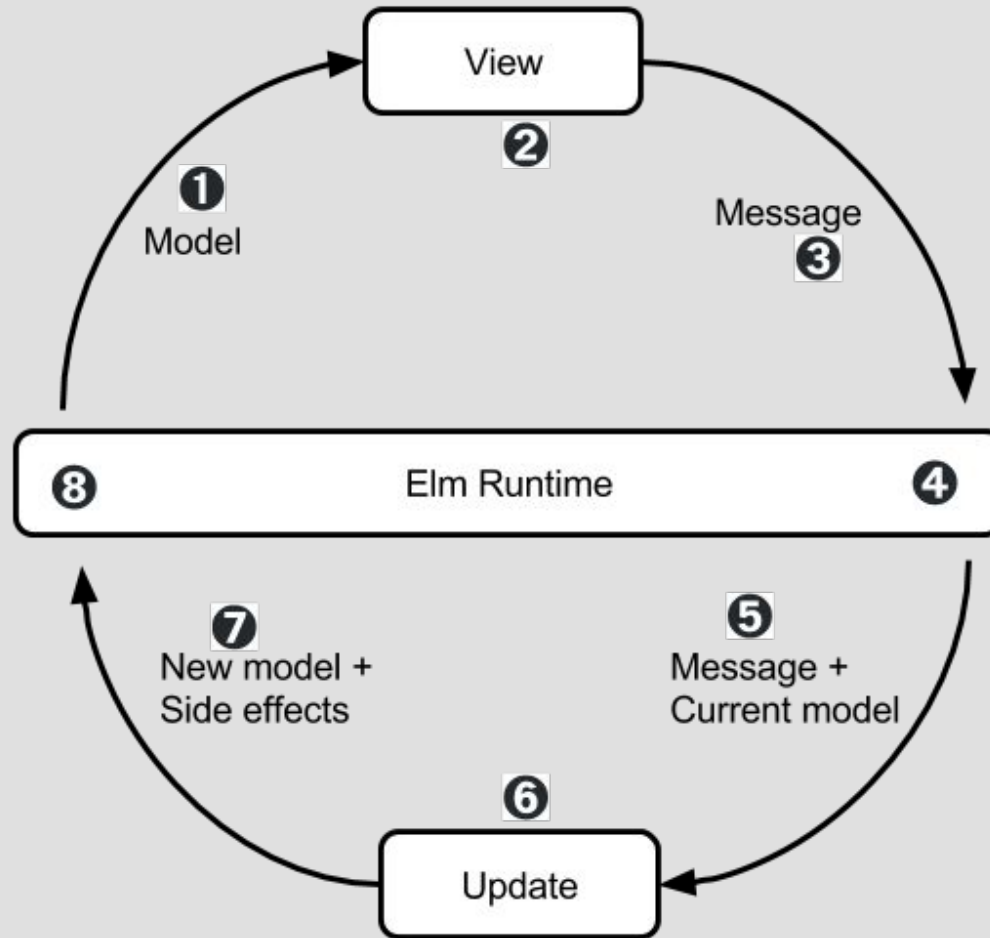 View
❷
❶
Model
Message
❸
❽ Elm Runtime ❹
❼
New model +
Side effects
❺
Message +
Current model
❻
Update